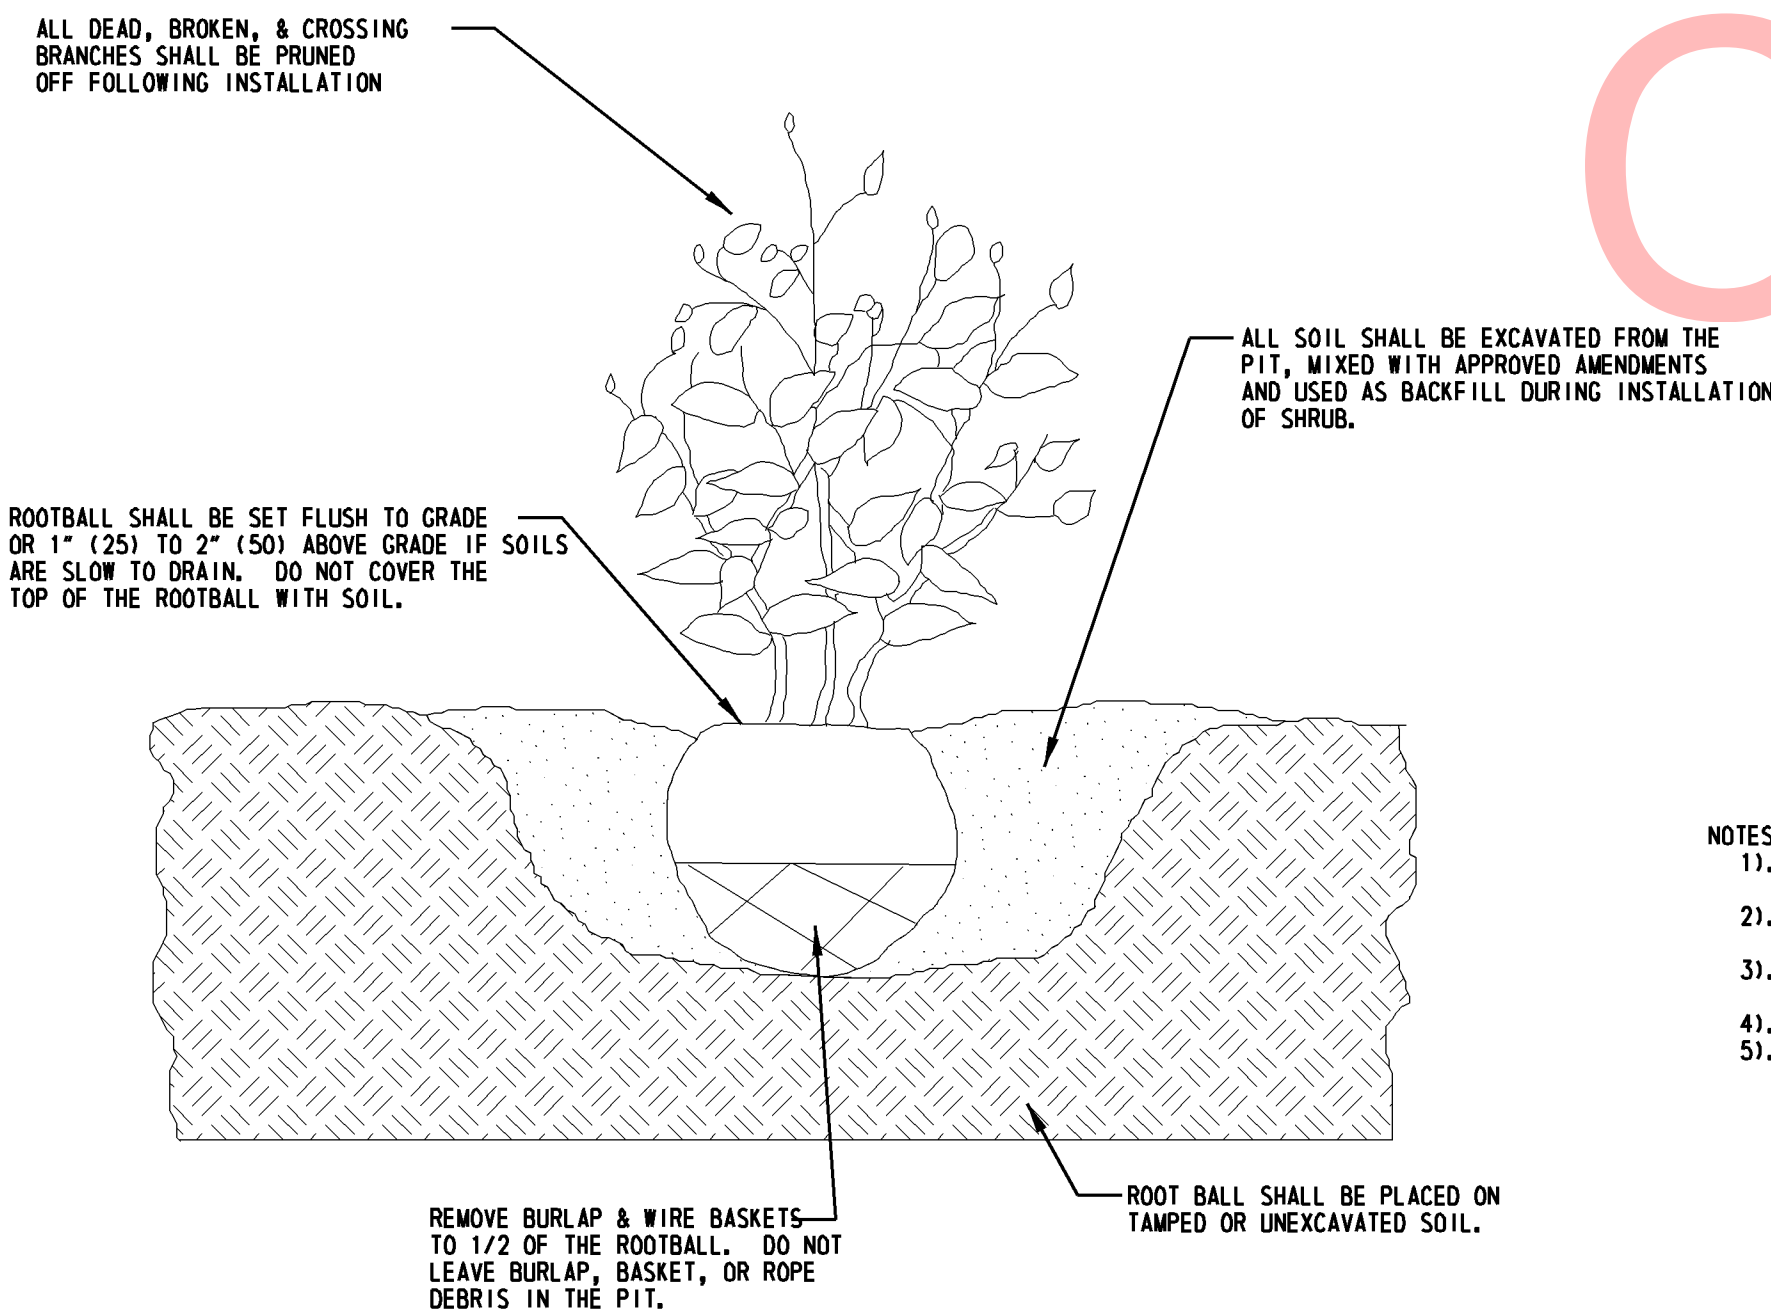 ALL DEAD, BROKEN, & CROSSING
BRANCHES SHALL BE PRUNED
OFF FOLLOWING INSTALLATION
ALL SOIL SHALL BE EXCAVATED FROM THE
PIT, MIXED WITH APPROVED AMENDMENTS
AND USED AS BACKFILL DURING INSTALLATION
OF SHRUB.
ROOTBALL SHALL BE SET FLUSH TO GRADE
OR 1" (25) TO 2" (50) ABOVE GRADE IF SOILS
ARE SLOW TO DRAIN. DO NOT COVER THE
TOP OF THE ROOTBALL WITH SOIL.
NOTES
1).
2).
3).
4).
5).
ROOT BALL SHALL BE PLACED ON
TAMPED OR UNEXCAVATED SOIL.
REMOVE BURLAP & WIRE BASKETS
TO 1/2 OF THE ROOTBALL. DO NOT
LEAVE BURLAP, BASKET, OR ROPE
DEBRIS IN THE PIT.